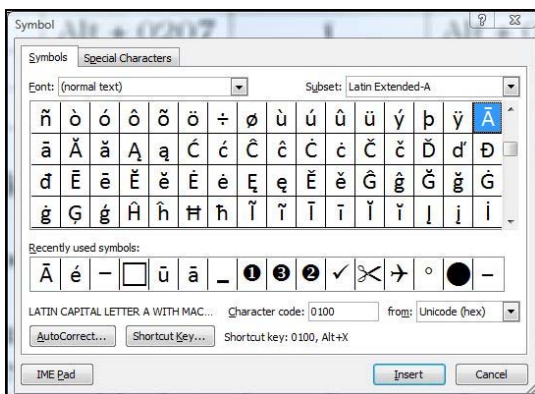 Symbol
Alt + 0207
Symbols Special Characters
Font: (normal text) Subset: Latin Extended-A
ñ ò ó ô õ ö ÷ ø ù ú û ü ý þ ÿ Ā
ā Ă ă Ą ą Ć ć Ĉ ĉ Ċ ċ Č č Ď ď Đ
đ Ē ē Ĕ ĕ Ė ė Ę ę Ě ě Ĝ ĝ Ğ ğ Ġ
ġ Ģ ģ Ĥ ĥ Ħ ħ Ĩ ĩ Ī ī Ĭ ĭ Į į İ
Recently used symbols:
Ā é – □ ū ā _ ❶ ❸ ❷ ✓ ✂ ✈ ° ● –
LATIN CAPITAL LETTER A WITH MAC... Character code: 0100 from: Unicode (hex)
AutoCorrect... Shortcut Key... Shortcut key: 0100, Alt+X
IME Pad Insert Cancel